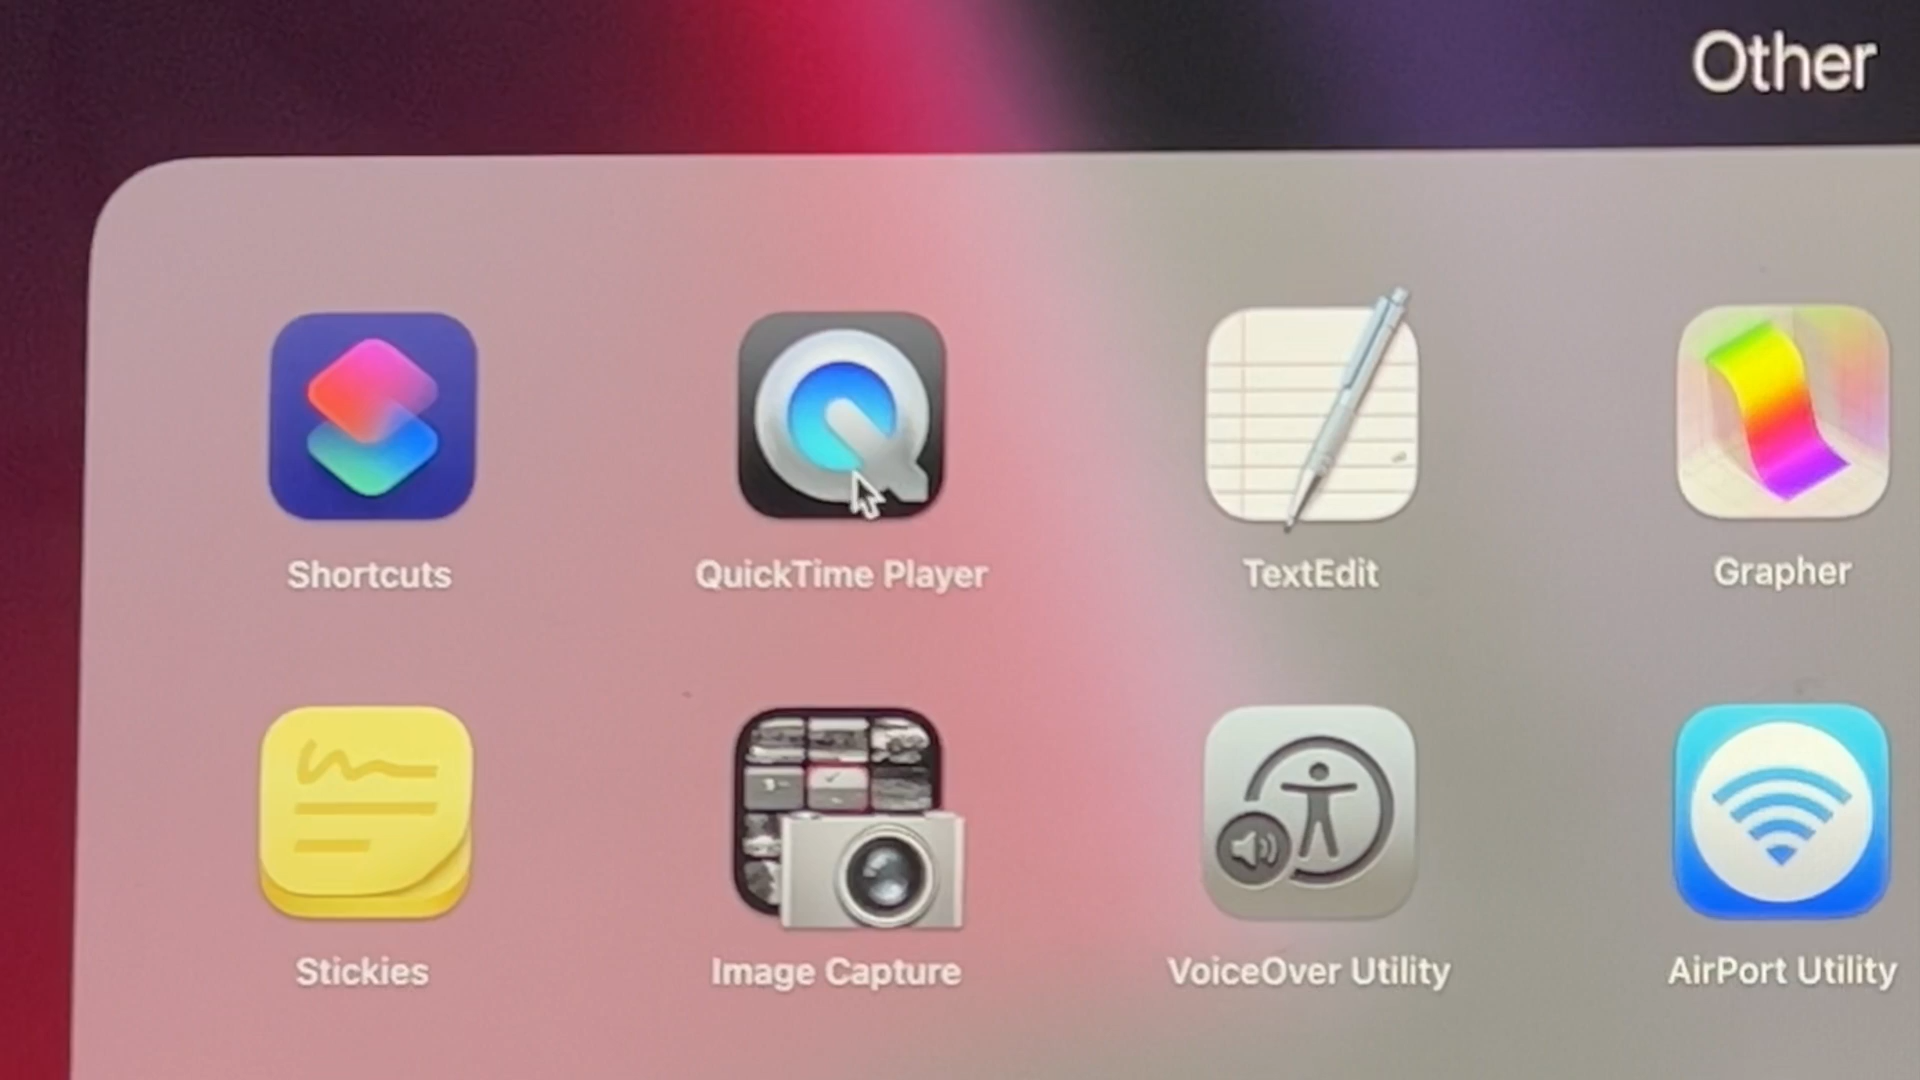 Other
Shortcuts
QuickTime Player
TextEdit
Grapher
Stickies
Image Capture
VoiceOver Utility
AirPort Utility